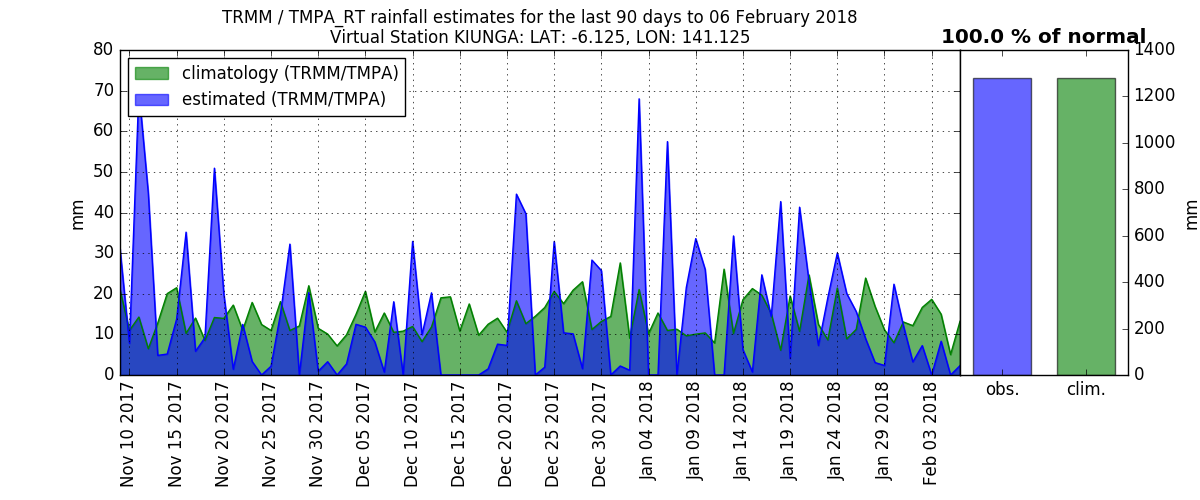 TRMM / TMPA_RT rainfall estimates for the last 90 days to 06 February 2018
Virtual Station KIUNGA: LAT: -6.125, LON: 141.125
100.0 % of normal
climatology (TRMM/TMPA)
estimated (TRMM/TMPA)
mm
80
70
60
50
40
30
20
10
0
Nov 10 2017
Nov 15 2017
Nov 20 2017
Nov 25 2017
Nov 30 2017
Dec 05 2017
Dec 10 2017
Dec 15 2017
Dec 20 2017
Dec 25 2017
Dec 30 2017
Jan 04 2018
Jan 09 2018
Jan 14 2018
Jan 19 2018
Jan 24 2018
Jan 29 2018
Feb 03 2018
obs.
clim.
1400
1200
1000
800
600
400
200
0
mm